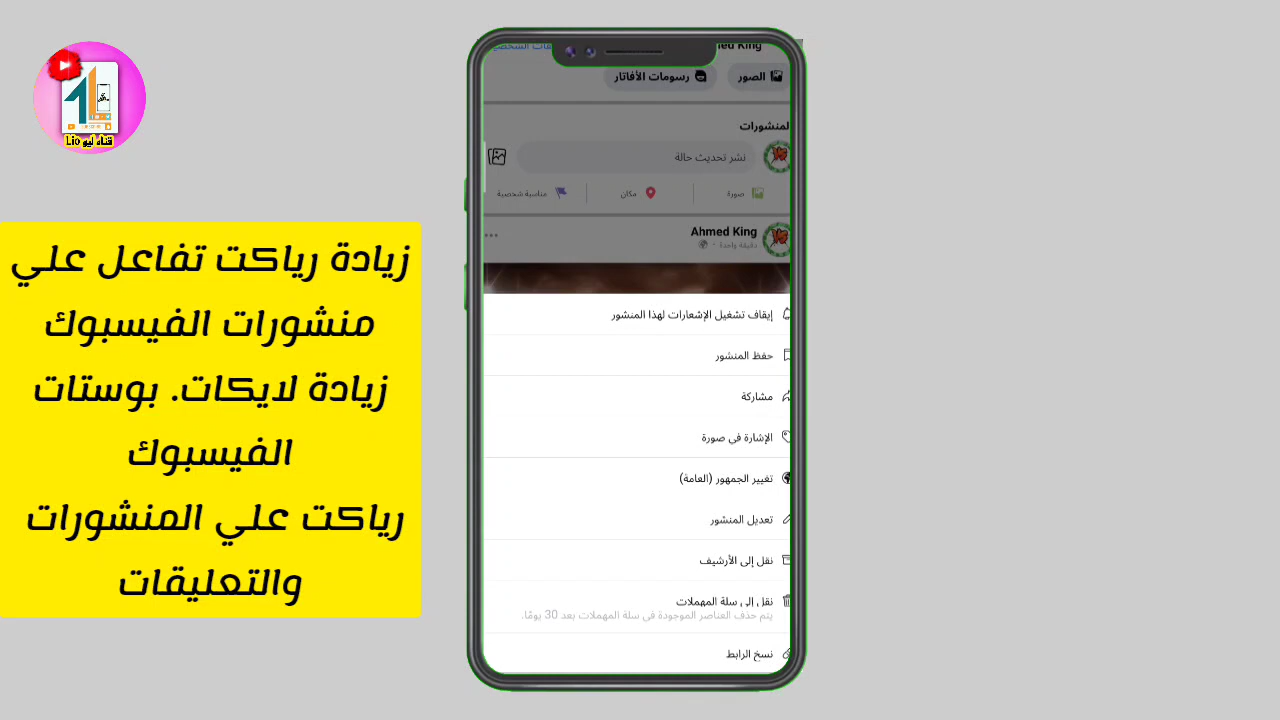 قناة ليو Lio
زيادة رياكت تفاعل علي
منشورات الفيسبوك
زيادة لايكات. بوستات
الفيسبوك
رياكت علي المنشورات
والتعليقات
الصور
رسومات الأفاتار
المنشورات
نشر تحديث حالة
صورة
مكان
مناسبة شخصية
Ahmed King
دقيقة واحدة
إيقاف تشغيل الإشعارات لهذا المنشور
حفظ المنشور
مشاركة
الإشارة في صورة
تغيير الجمهور (العامة)
تعديل المنشور
نقل إلى الأرشيف
نقل إلى سلة المهملات
يتم حذف العناصر الموجودة في سلة المهملات بعد 30 يومًا.
نسخ الرابط